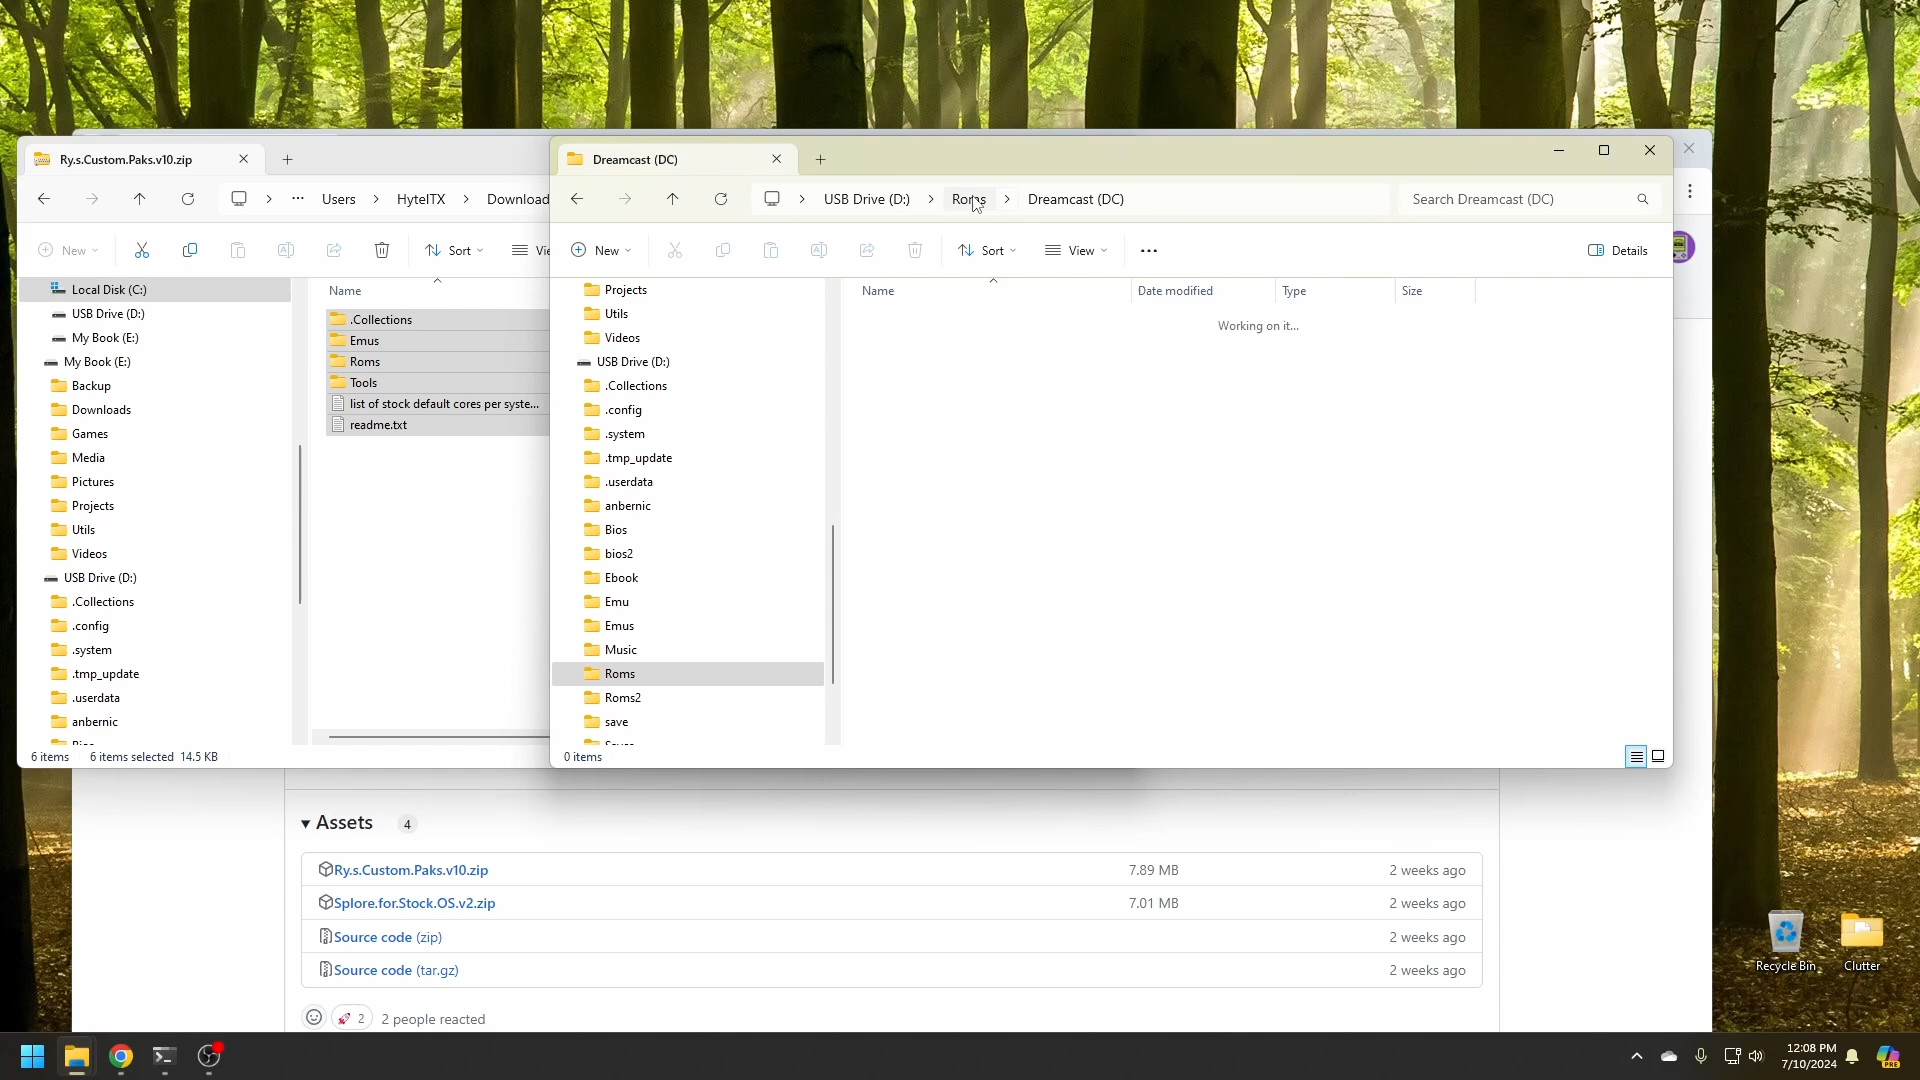 Ry.s.Custom.Paks.v10.zip
Users
HytelTX
Download
New
Sort
Vie
Local Disk (C:)
USB Drive (D:)
My Book (E:)
My Book (E:)
Backup
Downloads
Games
Media
Pictures
Projects
Utils
Videos
USB Drive (D:)
.Collections
.config
.system
.tmp_update
.userdata
anbernic
Name
.Collections
Emus
Roms
Tools
list of stock default cores per syste...
readme.txt
6 items
6 items selected 14.5 KB
Dreamcast (DC)
USB Drive (D:)
Roms
Dreamcast (DC)
Search Dreamcast (DC)
New
Sort
View
Details
Projects
Utils
Videos
USB Drive (D:)
.Collections
.config
.system
.tmp_update
.userdata
anbernic
Bios
bios2
Ebook
Emu
Emus
Music
Roms
Roms2
save
Name
Date modified
Type
Size
Working on it...
0 items
Assets 4
Ry.s.Custom.Paks.v10.zip 7.89 MB 2 weeks ago
Splore.for.Stock.OS.v2.zip 7.01 MB 2 weeks ago
Source code (zip) 2 weeks ago
Source code (tar.gz) 2 weeks ago
2
2 people reacted
Recycle Bin
Clutter
12:08 PM
7/10/2024
PRE